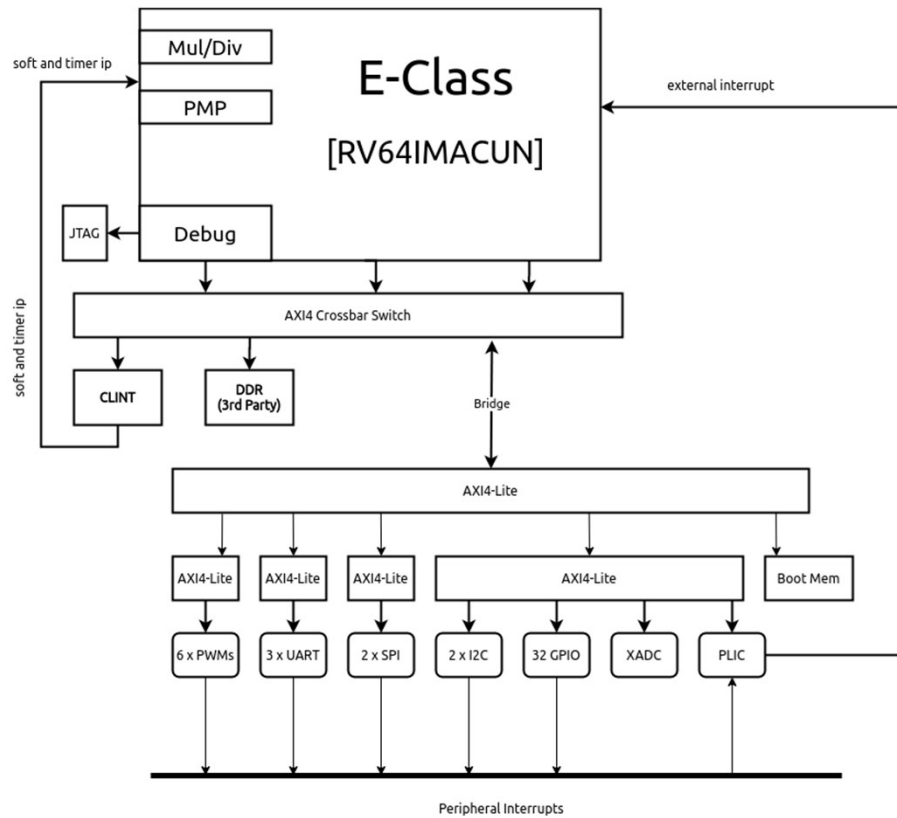 Mul/Div
E-Class
soft and timer ip
external interrupt
PMP
[RV64IMACUN]
JTAG
Debug
AXI4 Crossbar Switch
soft and timer ip
CLINT
DDR
(3rd Party)
Bridge
AXI4-Lite
AXI4-Lite
AXI4-Lite
AXI4-Lite
AXI4-Lite
Boot Mem
6 x PWMs
3 x UART
2 x SPI
2 x I2C
32 GPIO
XADC
PLIC
Peripheral Interrupts